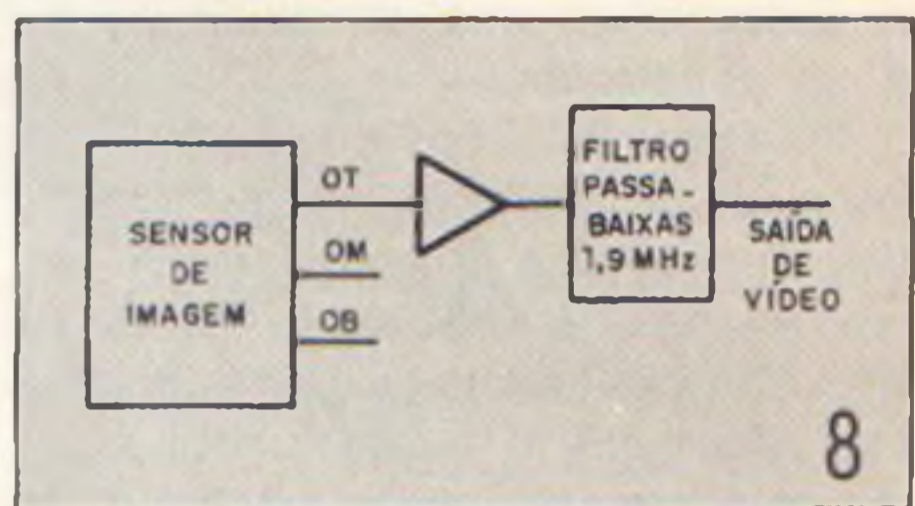 SENSOR
DE
IMAGEM
OT
OM
OB
FILTRO
PASSA-
BAIXAS
1,9 MHz
SAÍDA
DE
VÍDEO
8